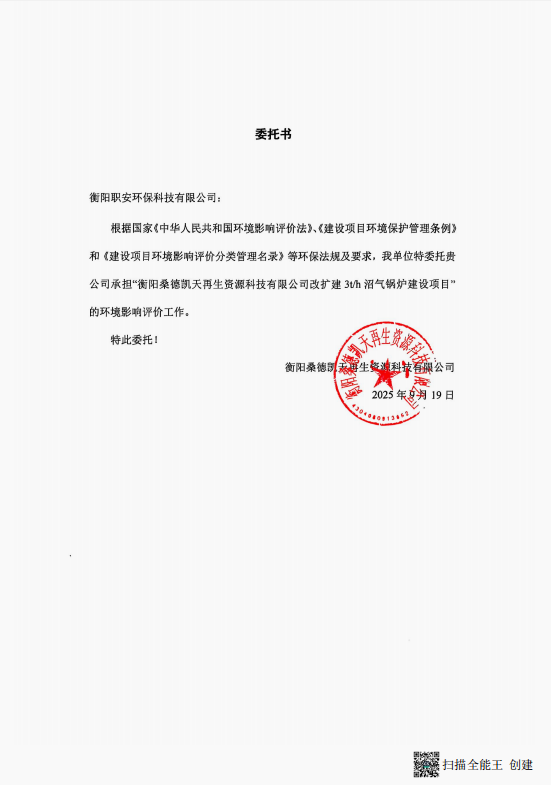 委托书
衡阳职安环保科技有限公司：
根据国家《中华人民共和国环境影响评价法》、《建设项目环境保护管理条例》
和《建设项目环境影响评价分类管理名录》等环保法规及要求，我单位特委托贵
公司承担“衡阳桑德凯天再生资源科技有限公司改扩建 3t/h 沼气锅炉建设项目”
的环境影响评价工作。
特此委托！
衡阳桑德凯天再生资源科技有限公司
2025 年 9 月 19 日
衡阳桑德凯天再生资源科技有限公司
扫描全能王 创建